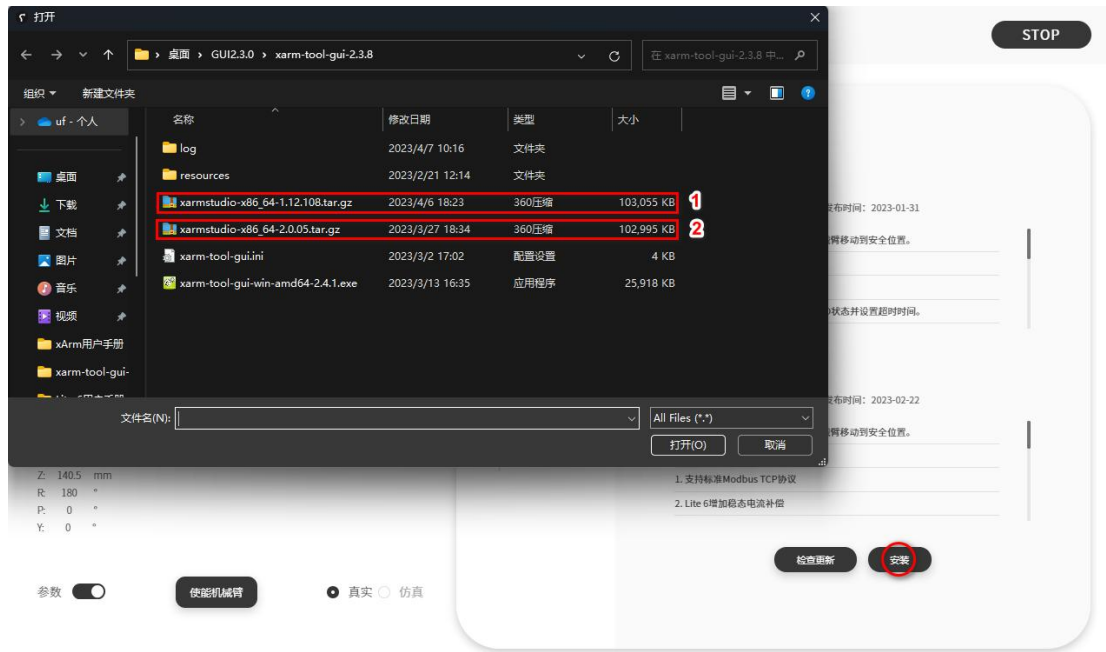 打开
STOP
桌面 › GUI2.3.0 › xarm-tool-gui-2.3.8
在 xarm-tool-gui-2.3.8 中...
组织 新建文件夹
uf - 个人
名称 修改日期 类型 大小
log 2023/4/7 10:16 文件夹
桌面
resources 2023/2/21 12:14 文件夹
下载
xarmstudio-x86_64-1.12.108.tar.gz 2023/4/6 18:23 360压缩 103,055 KB 1
发布时间：2023-01-31
文档
xarmstudio-x86_64-2.0.05.tar.gz 2023/3/27 18:34 360压缩 102,995 KB 2
臂移动到安全位置。
图片
xarm-tool-gui.ini 2023/3/2 17:02 配置设置 4 KB
音乐
xarm-tool-gui-win-amd64-2.4.1.exe 2023/3/13 16:35 应用程序 25,918 KB
视频
状态并设置超时时间。
xArm用户手册
xarm-tool-gui-
文件名(N): All Files (*.*)
布时间：2023-02-22
打开(O) 取消
臂移动到安全位置。
Z: 140.5 mm
1. 支持标准Modbus TCP协议
R: 180 °
P: 0 °
2. Lite 6增加稳态电流补偿
Y: 0 °
检查更新 安装
参数 使能机械臂 真实 仿真